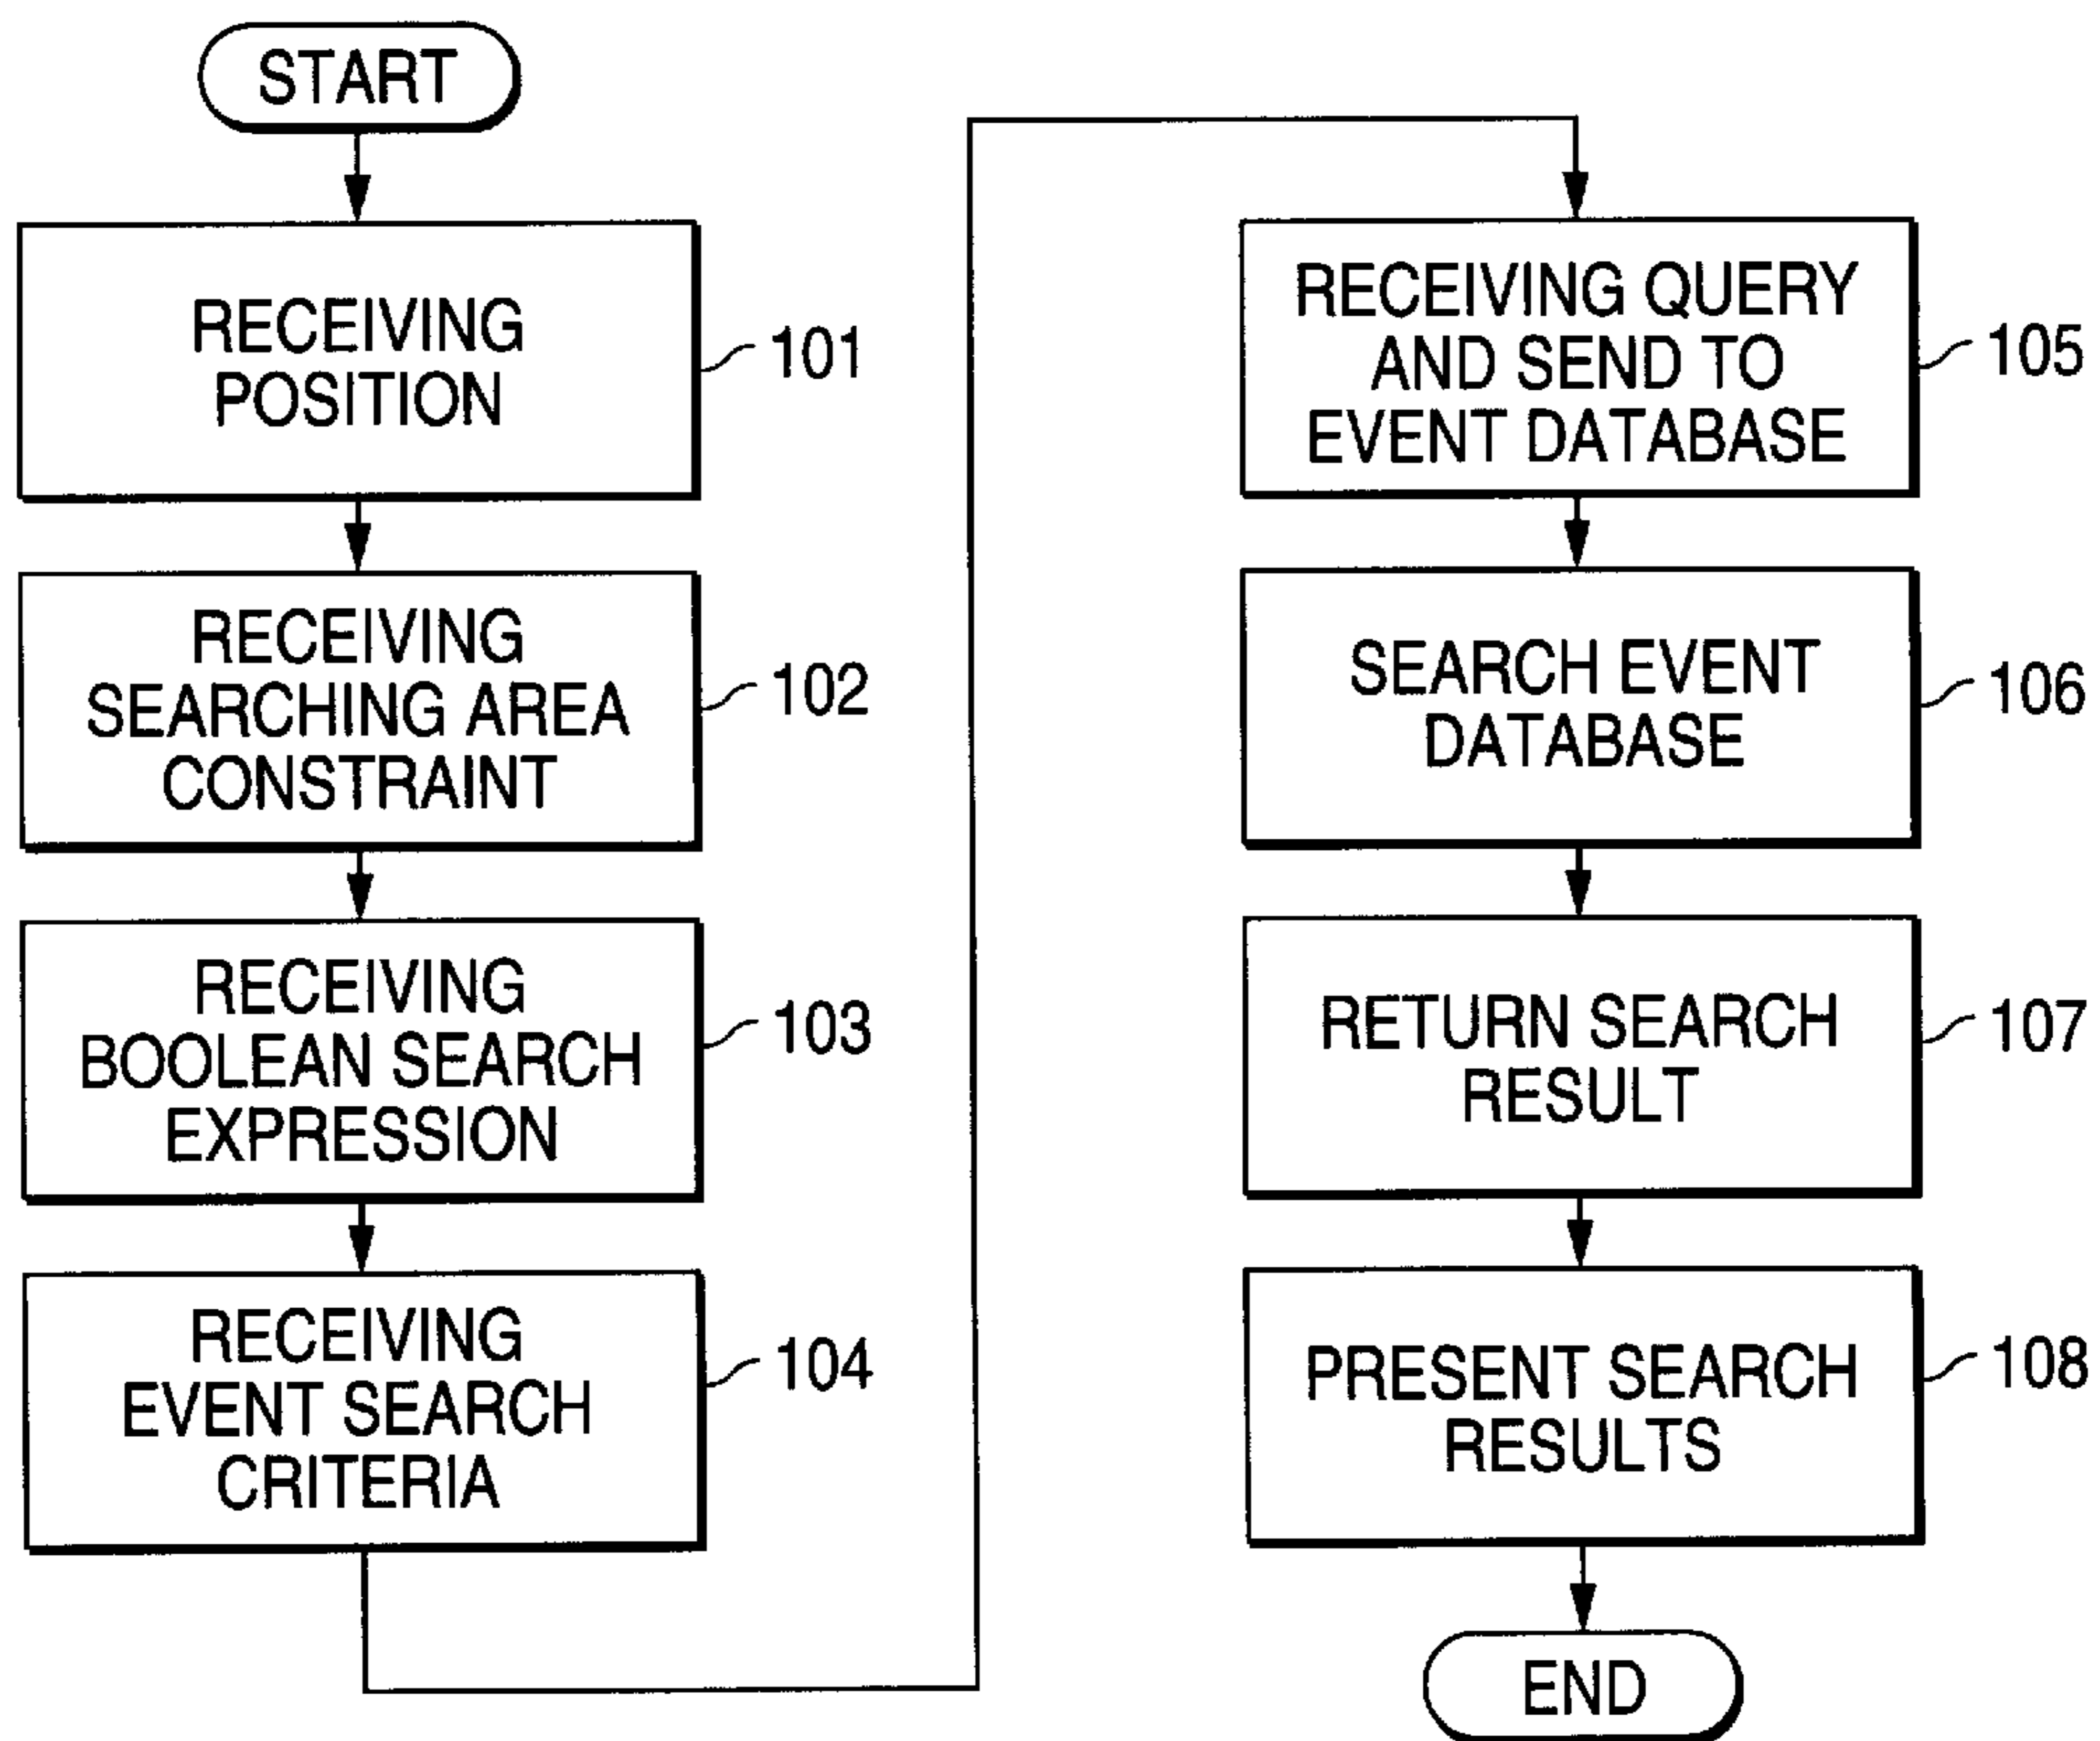 START
RECEIVING
POSITION
101
RECEIVING
SEARCHING AREA
CONSTRAINT
102
RECEIVING
BOOLEAN SEARCH
EXPRESSION
103
RECEIVING
EVENT SEARCH
CRITERIA
104
RECEIVING QUERY
AND SEND TO
EVENT DATABASE
105
SEARCH EVENT
DATABASE
106
RETURN SEARCH
RESULT
107
PRESENT SEARCH
RESULTS
108
END